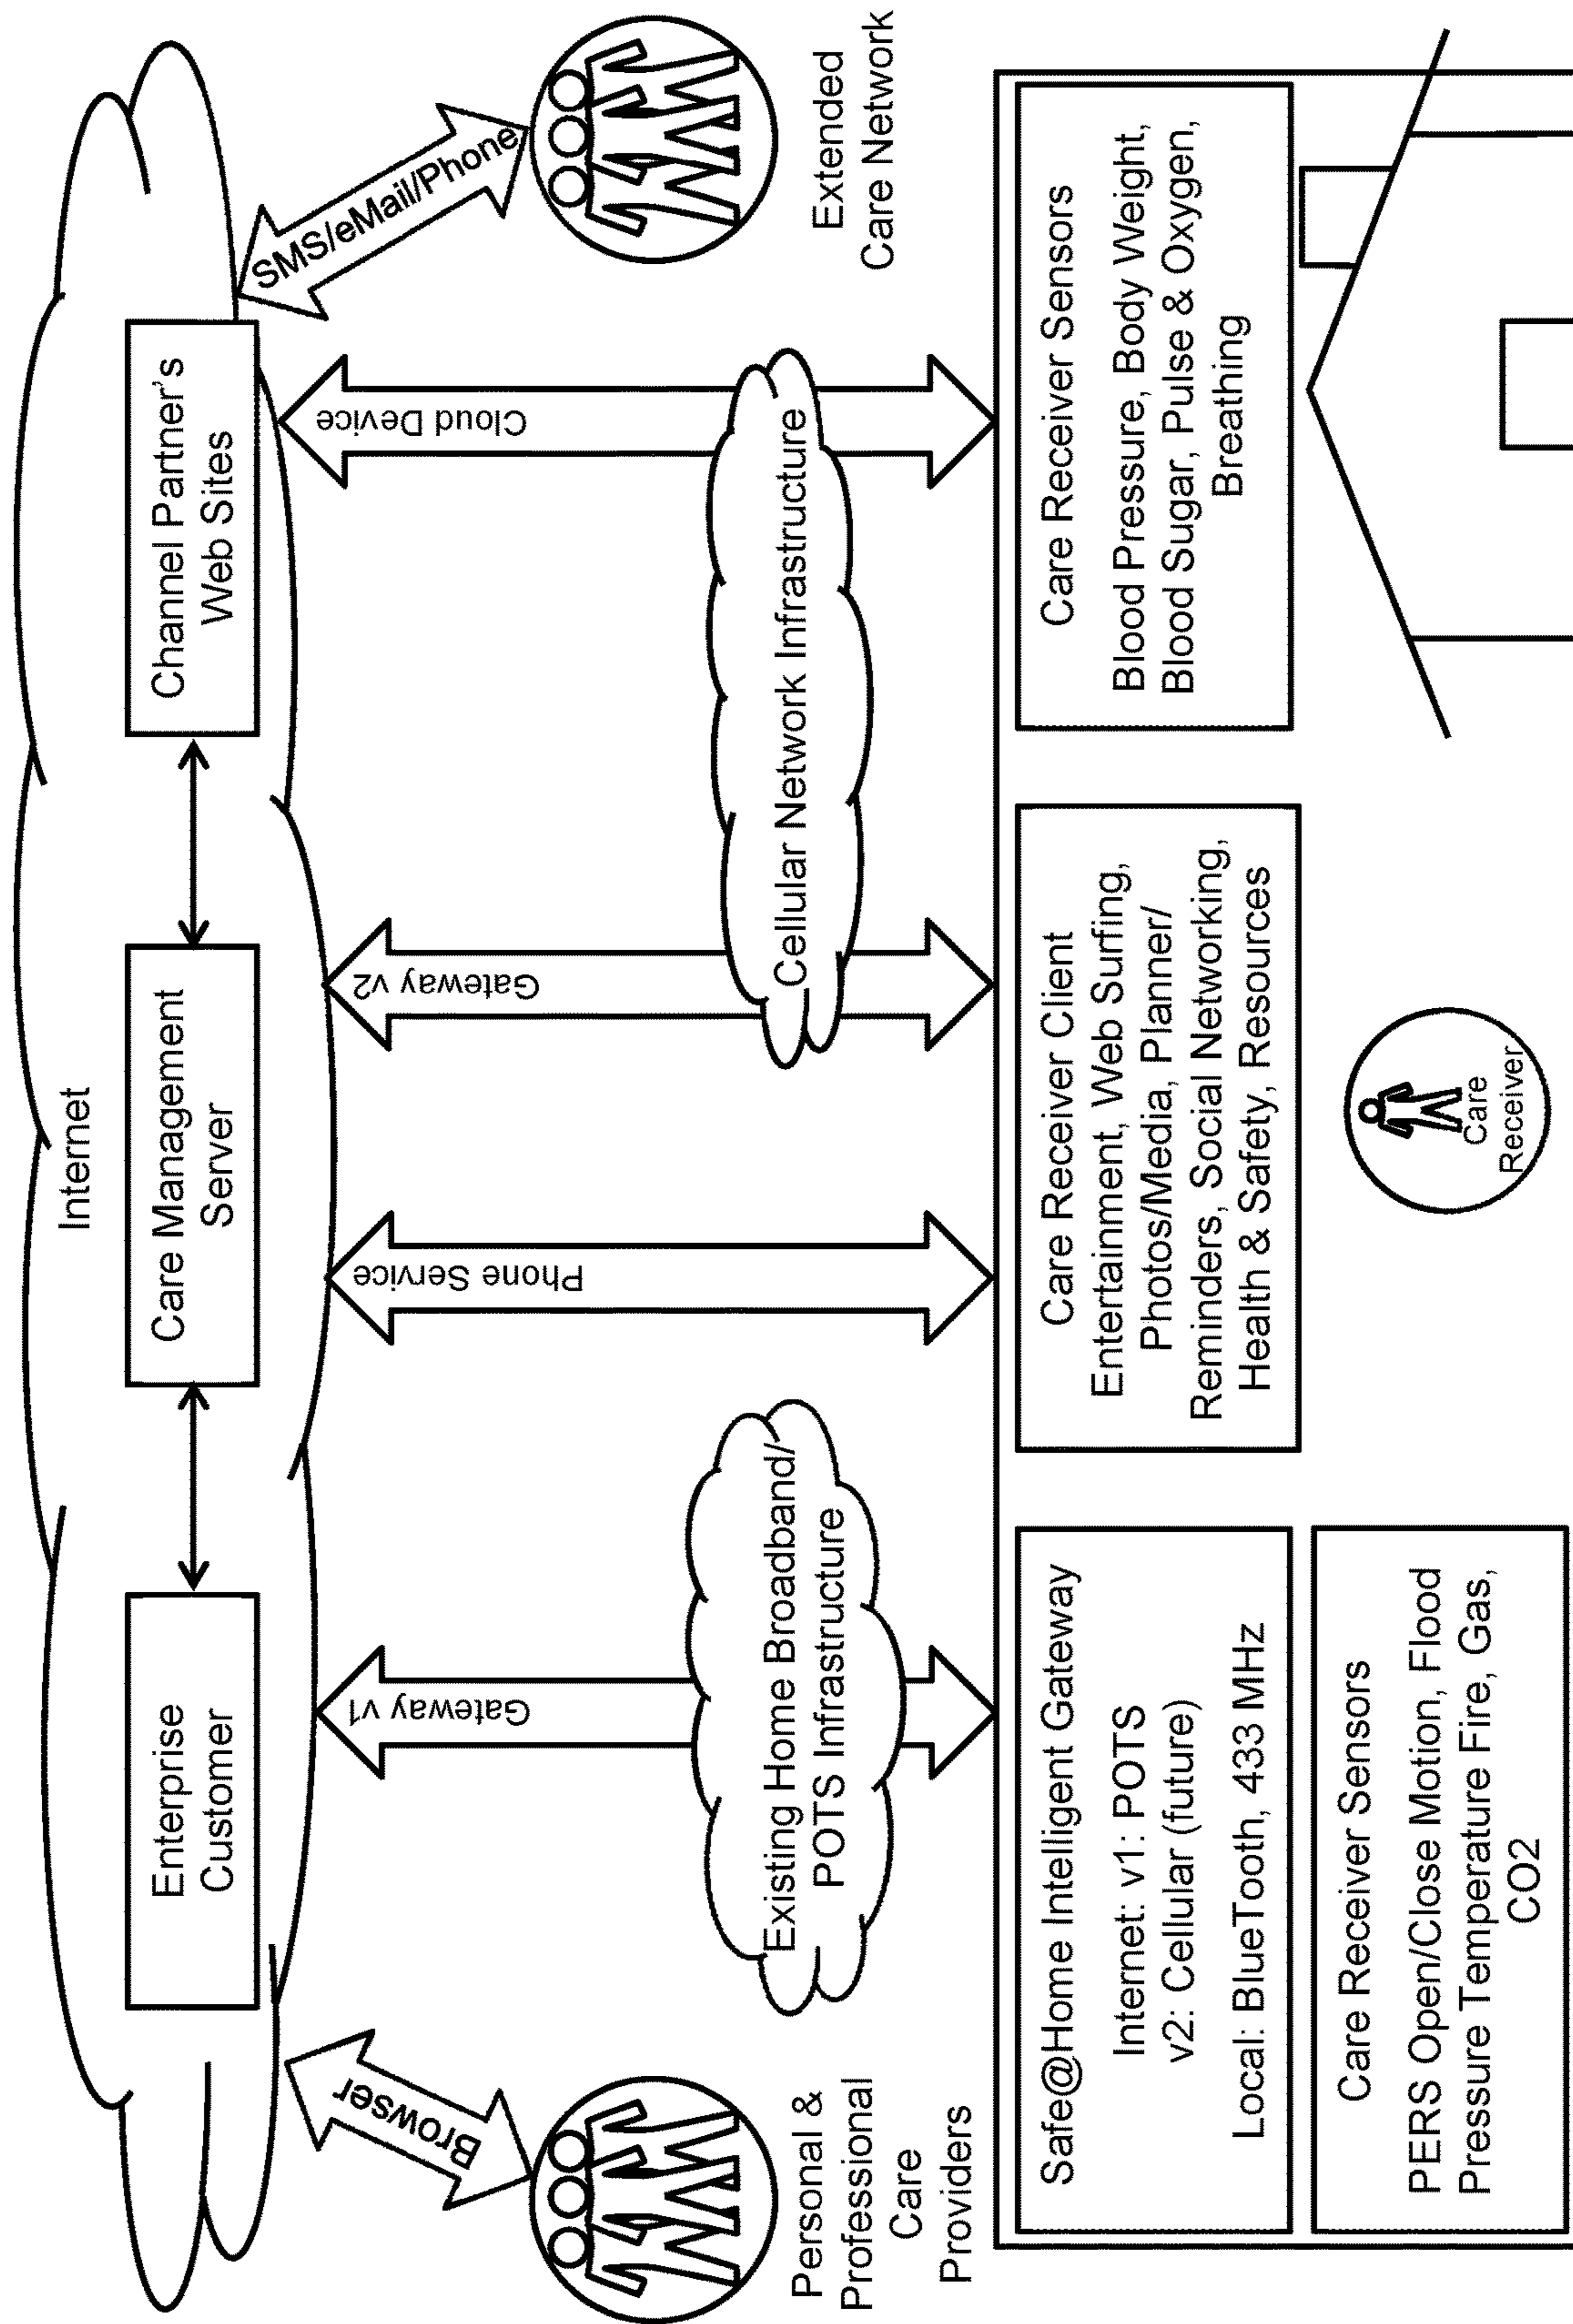 Internet
Enterprise
Customer
Care Management
Server
Channel Partner's
Web Sites
Browser
SMS/eMail/Phone
Personal &
Professional
Care
Providers
Gateway v1
Phone Service
Gateway v2
Cloud Device
Extended
Care Network
Existing Home Broadband/
POTS Infrastructure
Cellular Network Infrastructure
Safe@Home Intelligent Gateway
Internet: v1: POTS
v2: Cellular (future)
Local: BlueTooth, 433 MHz
Care Receiver Sensors
PERS Open/Close Motion, Flood
Pressure Temperature Fire, Gas,
CO2
Care Receiver Client
Entertainment, Web Surfing,
Photos/Media, Planner/
Reminders, Social Networking,
Health & Safety, Resources
Care
Receiver
Care Receiver Sensors
Blood Pressure, Body Weight,
Blood Sugar, Pulse & Oxygen,
Breathing